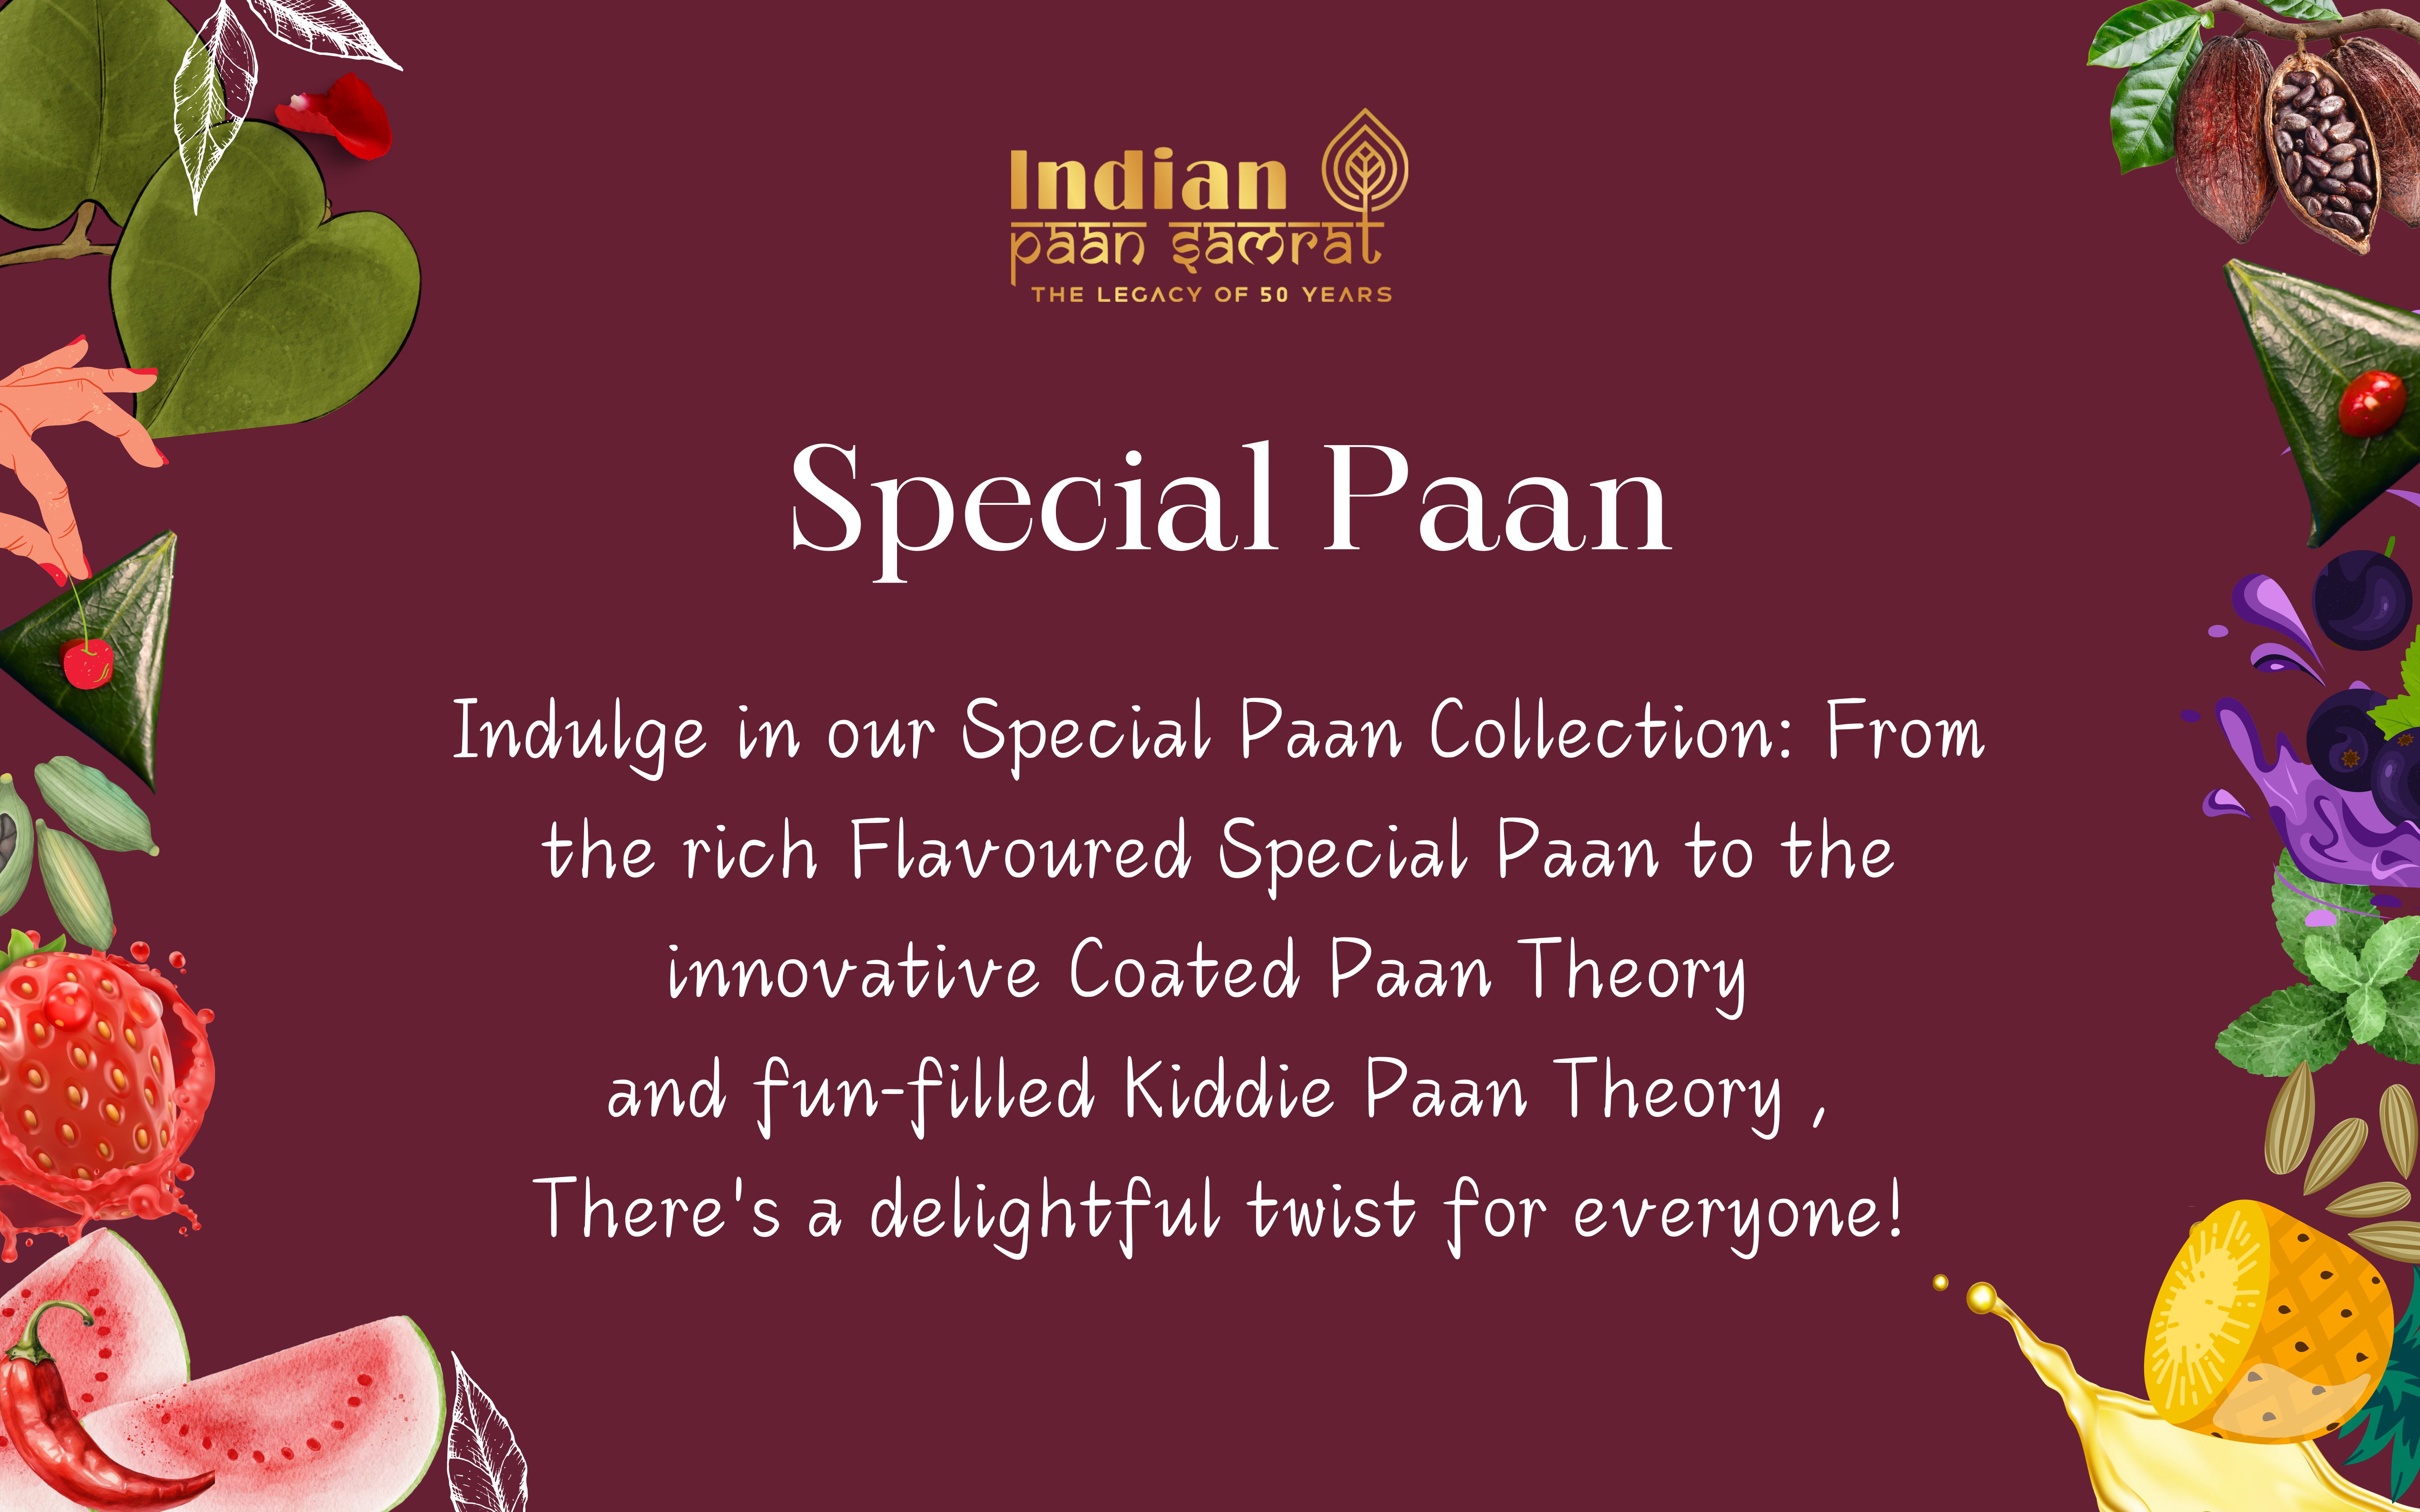 Indian
paan samrat
THE LEGACY OF 50 YEARS
Special Paan
Indulge in our Special Paan Collection: From
the rich Flavoured Special Paan to the
innovative Coated Paan Theory
and fun-filled Kiddie Paan Theory ,
There's a delightful twist for everyone!